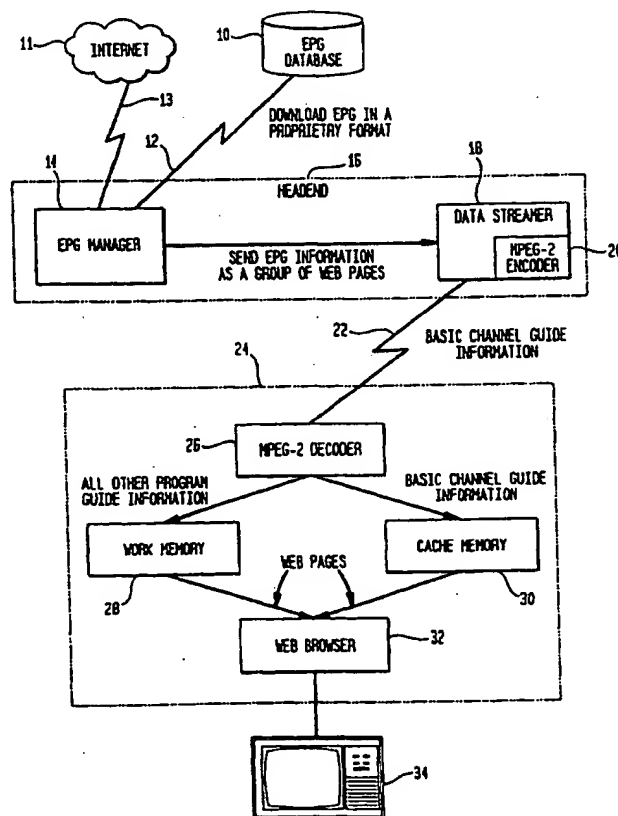 11
INTERNET
10
EPG
DATABASE
13
12
DOWNLOAD EPG IN A
PROPRIETRY FORMAT
16
HEADEND
14
EPG MANAGER
SEND EPG INFORMATION
AS A GROUP OF WEB PAGES
18
DATA STREAMER
MPEG-2
ENCODER
20
22
BASIC CHANNEL GUIDE
INFORMATION
24
26
MPEG-2 DECODER
ALL OTHER PROGRAM
GUIDE INFORMATION
BASIC CHANNEL GUIDE
INFORMATION
WORK MEMORY
28
WEB PAGES
CACHE MEMORY
30
WEB BROWSER
32
34